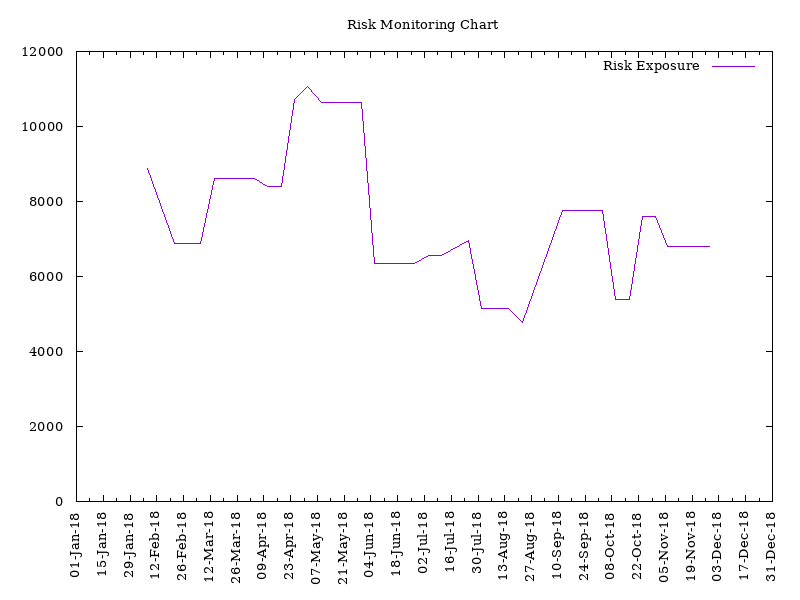 Risk Monitoring Chart
Risk Exposure
12000
10000
8000
6000
4000
2000
0
01-Jan-18
15-Jan-18
29-Jan-18
12-Feb-18
26-Feb-18
12-Mar-18
26-Mar-18
09-Apr-18
23-Apr-18
07-May-18
21-May-18
04-Jun-18
18-Jun-18
02-Jul-18
16-Jul-18
30-Jul-18
13-Aug-18
27-Aug-18
10-Sep-18
24-Sep-18
08-Oct-18
22-Oct-18
05-Nov-18
19-Nov-18
03-Dec-18
17-Dec-18
31-Dec-18